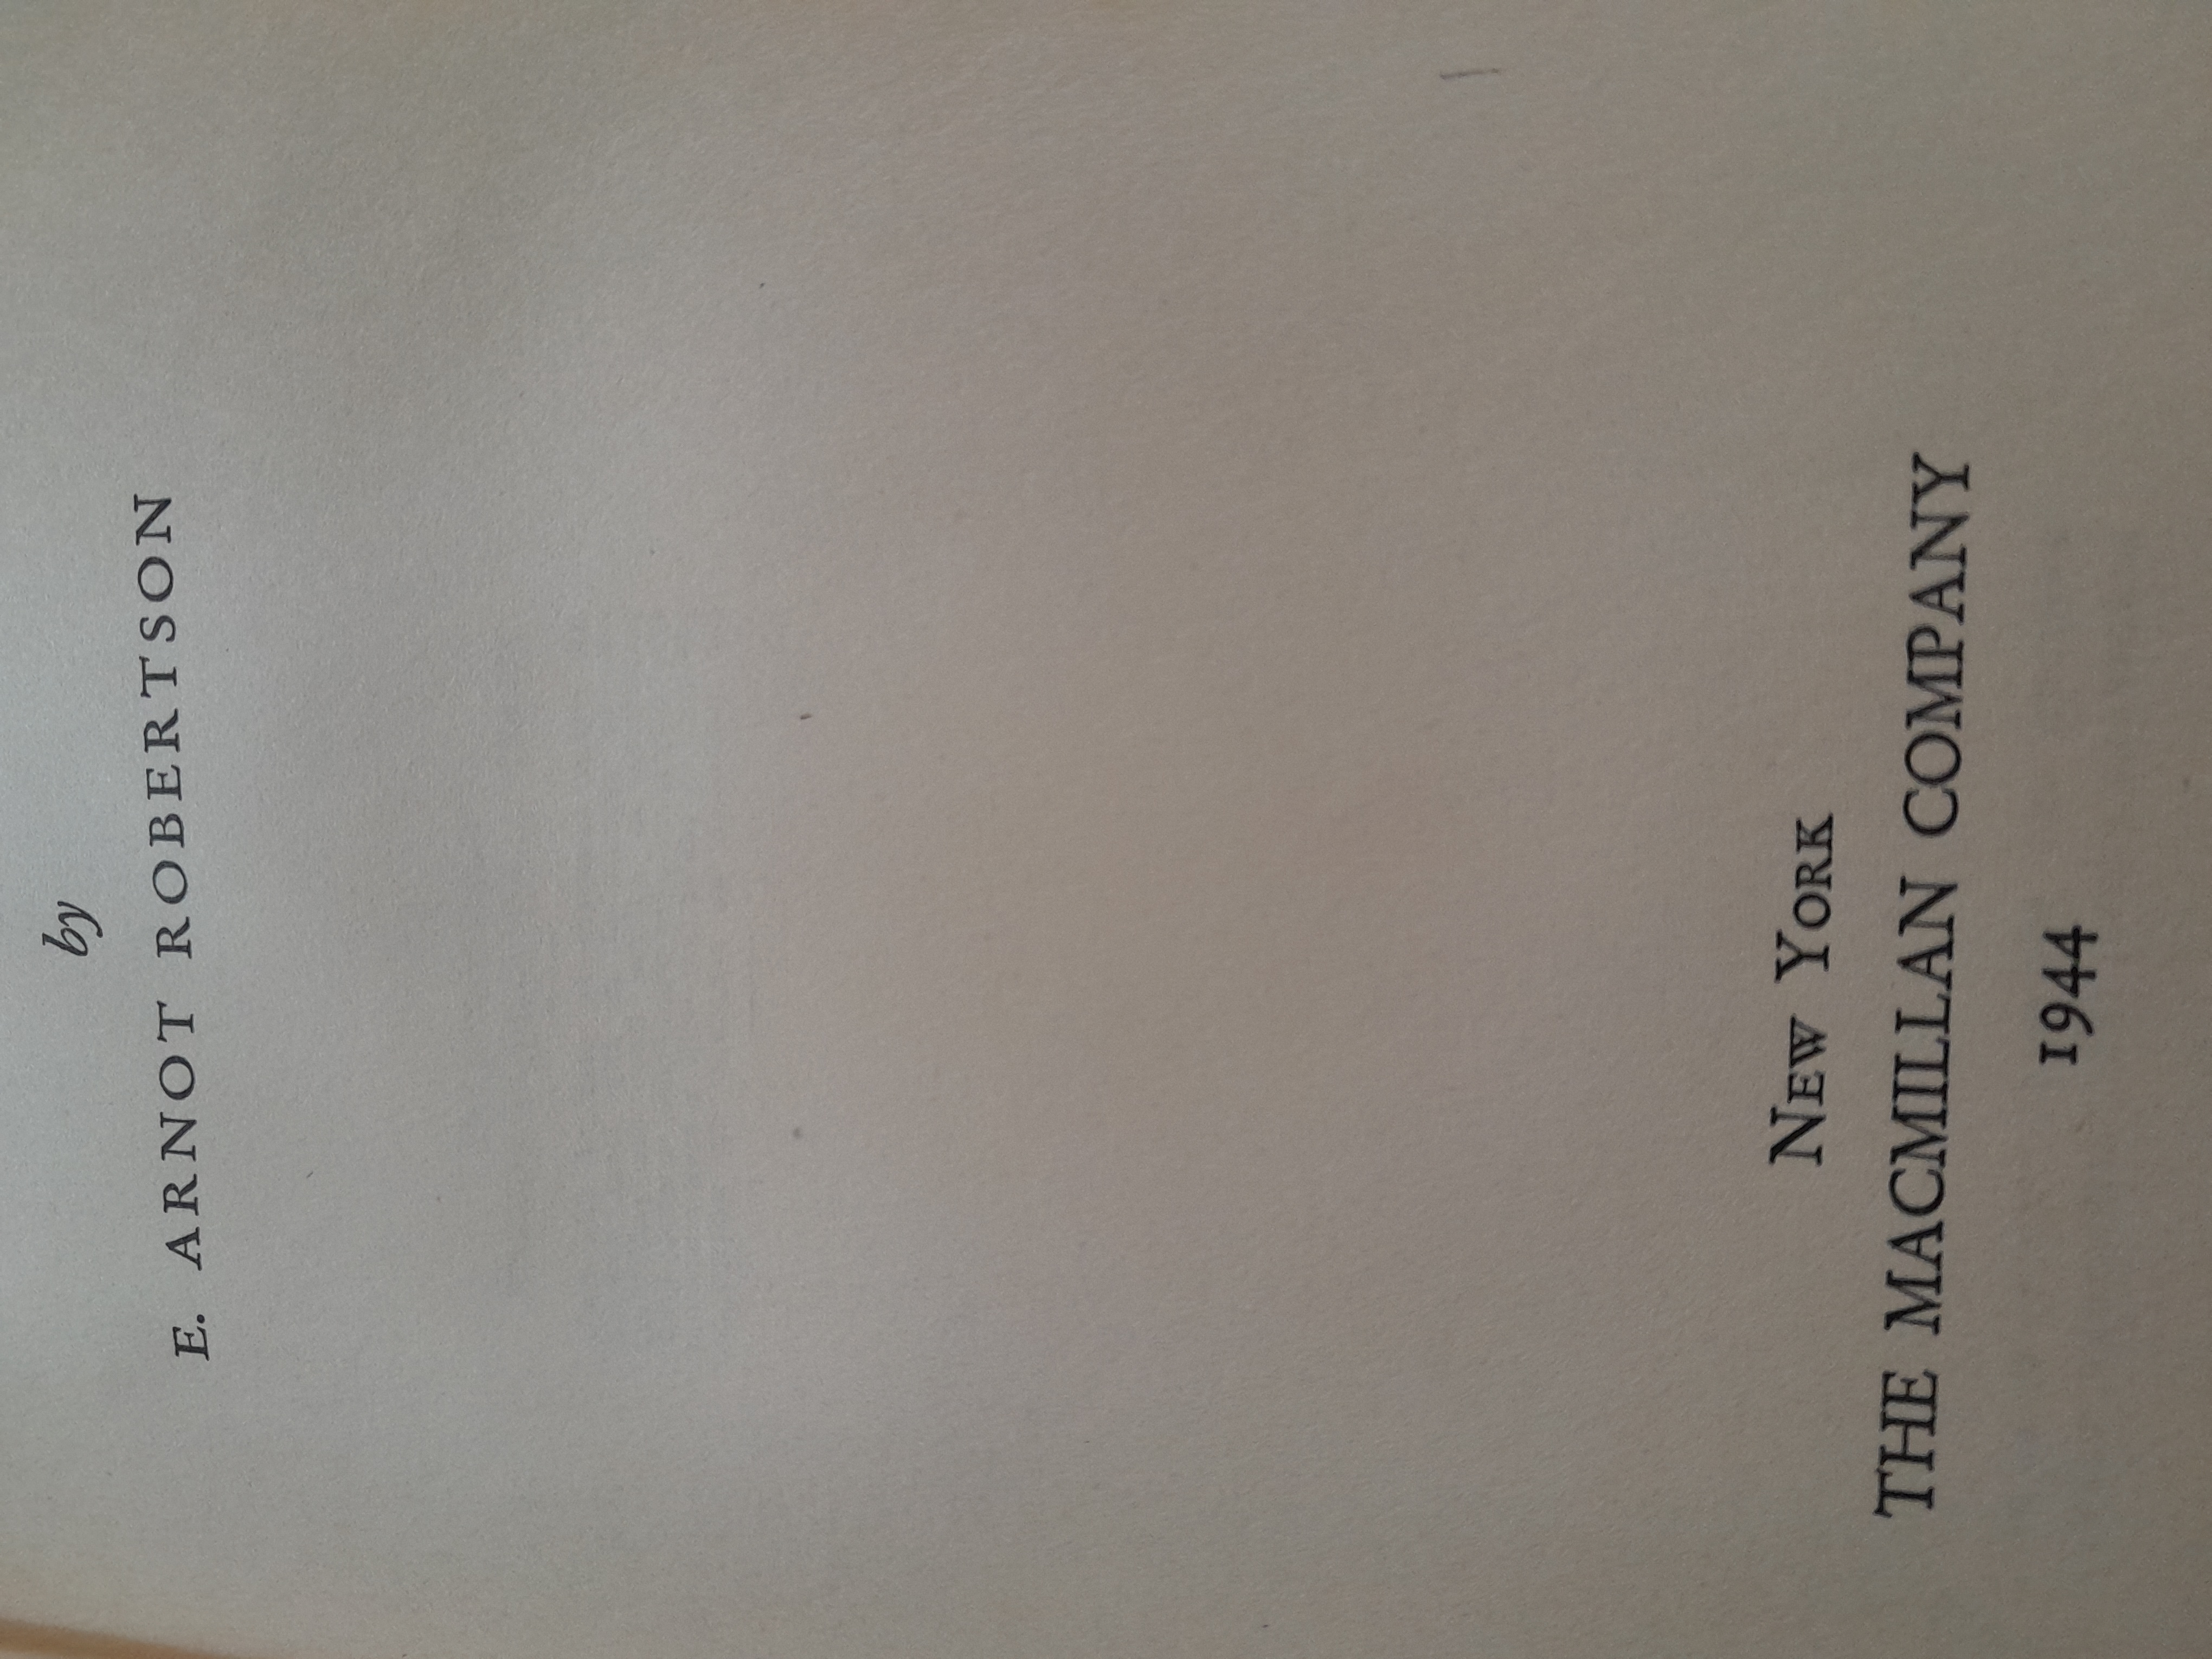 by
E. ARNOT ROBERTSON
New York
THE MACMILLAN COMPANY
1944